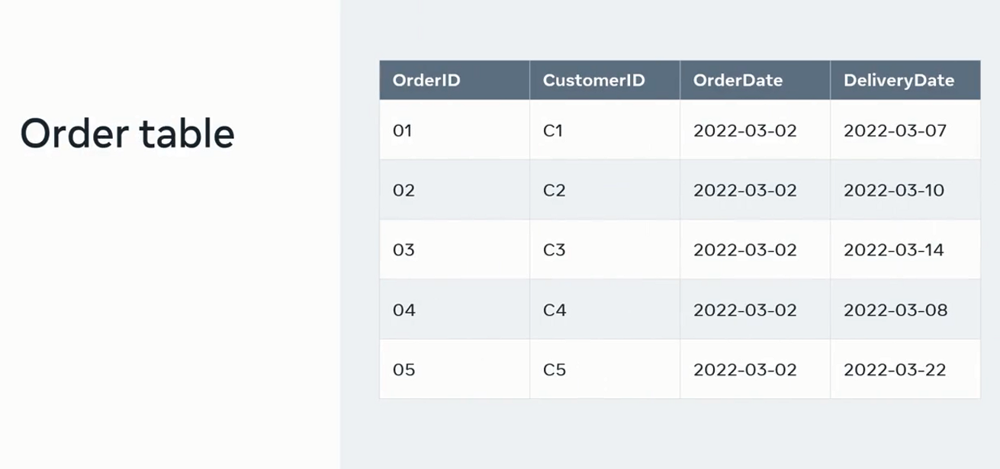 Order table
OrderID CustomerID OrderDate DeliveryDate
01 C1 2022-03-02 2022-03-07
02 C2 2022-03-02 2022-03-10
03 C3 2022-03-02 2022-03-14
04 C4 2022-03-02 2022-03-08
05 C5 2022-03-02 2022-03-22